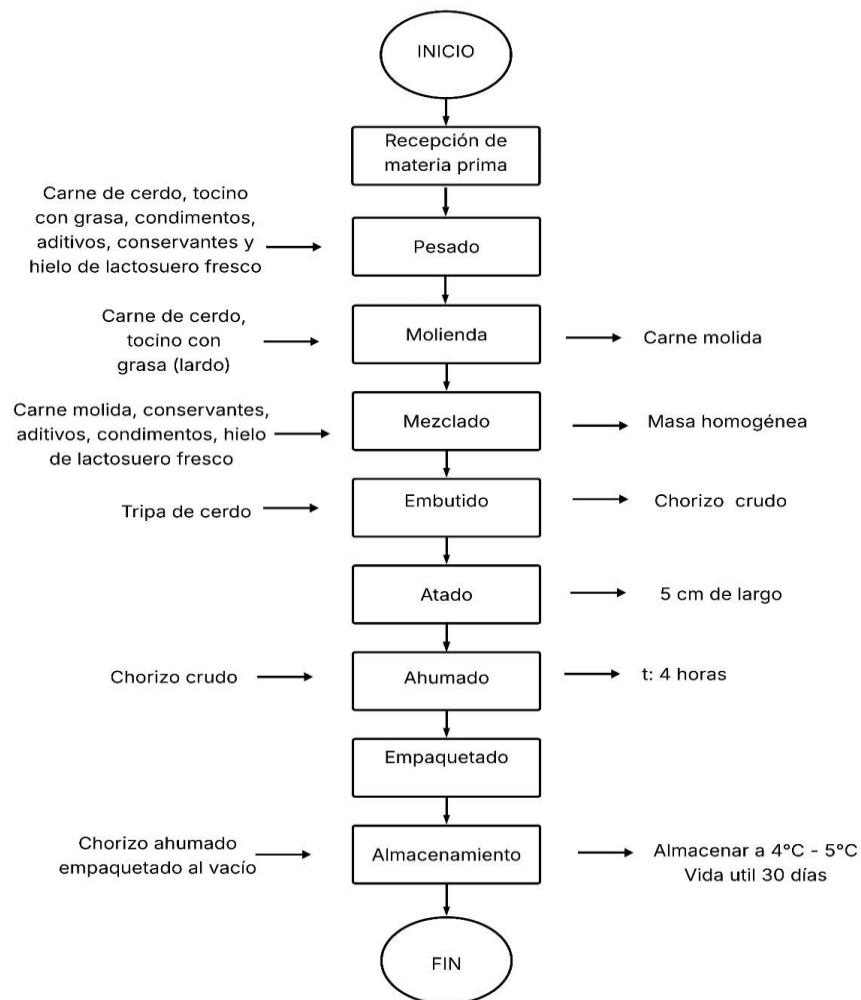 INICIO
Recepción de
materia prima
Carne de cerdo, tocino
con grasa, condimentos,
aditivos, conservantes y
hielo de lactosuero fresco
Pesado
Carne de cerdo,
tocino con
grasa (lardo)
Molienda
Carne molida
Carne molida, conservantes,
aditivos, condimentos, hielo
de lactosuero fresco
Mezclado
Masa homogénea
Tripa de cerdo
Embutido
Chorizo crudo
Atado
5 cm de largo
Chorizo crudo
Ahumado
t: 4 horas
Empaquetado
Chorizo ahumado
empaquetado al vacío
Almacenamiento
Almacenar a 4°C - 5°C
Vida util 30 días
FIN